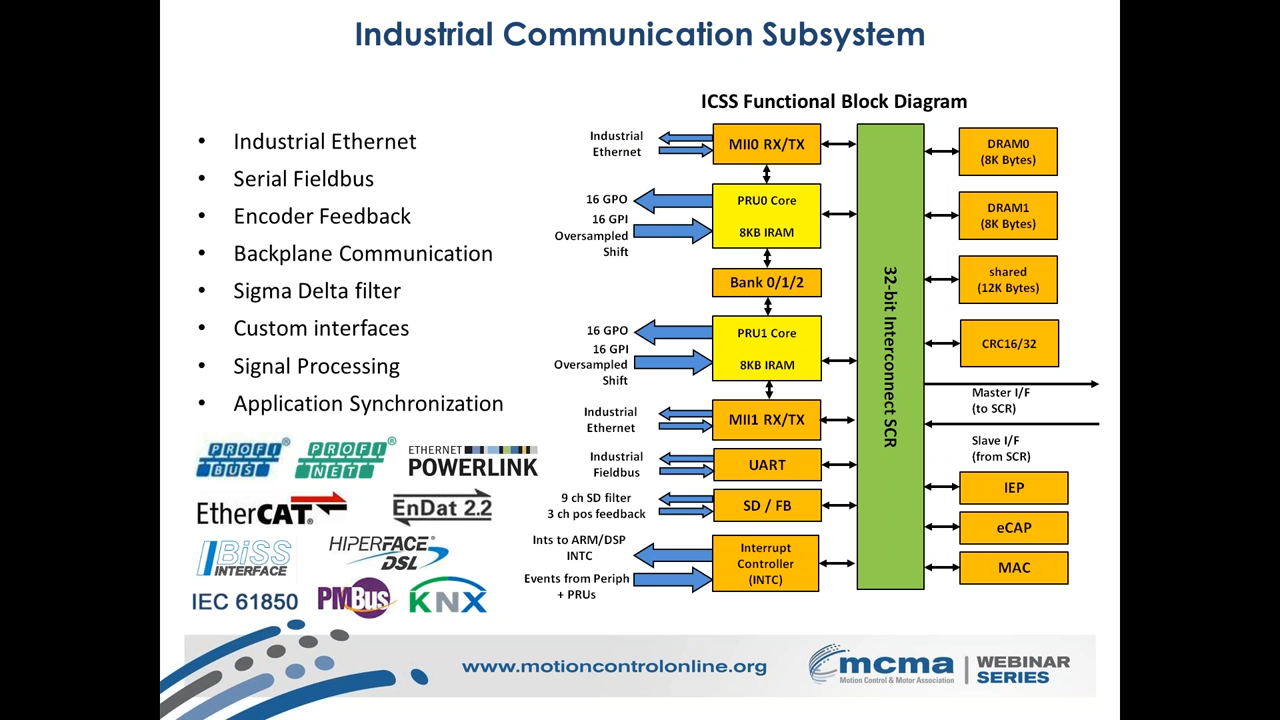 Industrial Communication Subsystem
ICSS Functional Block Diagram
• Industrial Ethernet
• Serial Fieldbus
• Encoder Feedback
• Backplane Communication
• Sigma Delta filter
• Custom interfaces
• Signal Processing
• Application Synchronization
PROFI
BUS
PROFI
NET
ETHERNET
POWERLINK
EtherCAT®
EnDat 2.2
BiSS
INTERFACE
HIPERFACE
DSL
IEC 61850
PMBus
KNX
Industrial
Ethernet
MII0 RX/TX
16 GPO
16 GPI
Oversampled
Shift
PRU0 Core
8KB IRAM
Bank 0/1/2
16 GPO
16 GPI
Oversampled
Shift
PRU1 Core
8KB IRAM
Industrial
Ethernet
MII1 RX/TX
Industrial
Fieldbus
UART
9 ch SD filter
3 ch pos feedback
SD / FB
Ints to ARM/DSP
INTC
Events from Periph
+ PRUs
Interrupt
Controller
(INTC)
32-bit Interconnect SCR
DRAM0
(8K Bytes)
DRAM1
(8K Bytes)
shared
(12K Bytes)
CRC16/32
Master I/F
(to SCR)
Slave I/F
(from SCR)
IEP
eCAP
MAC
www.motioncontrolonline.org
mcma
Motion Control & Motor Association
WEBINAR
SERIES